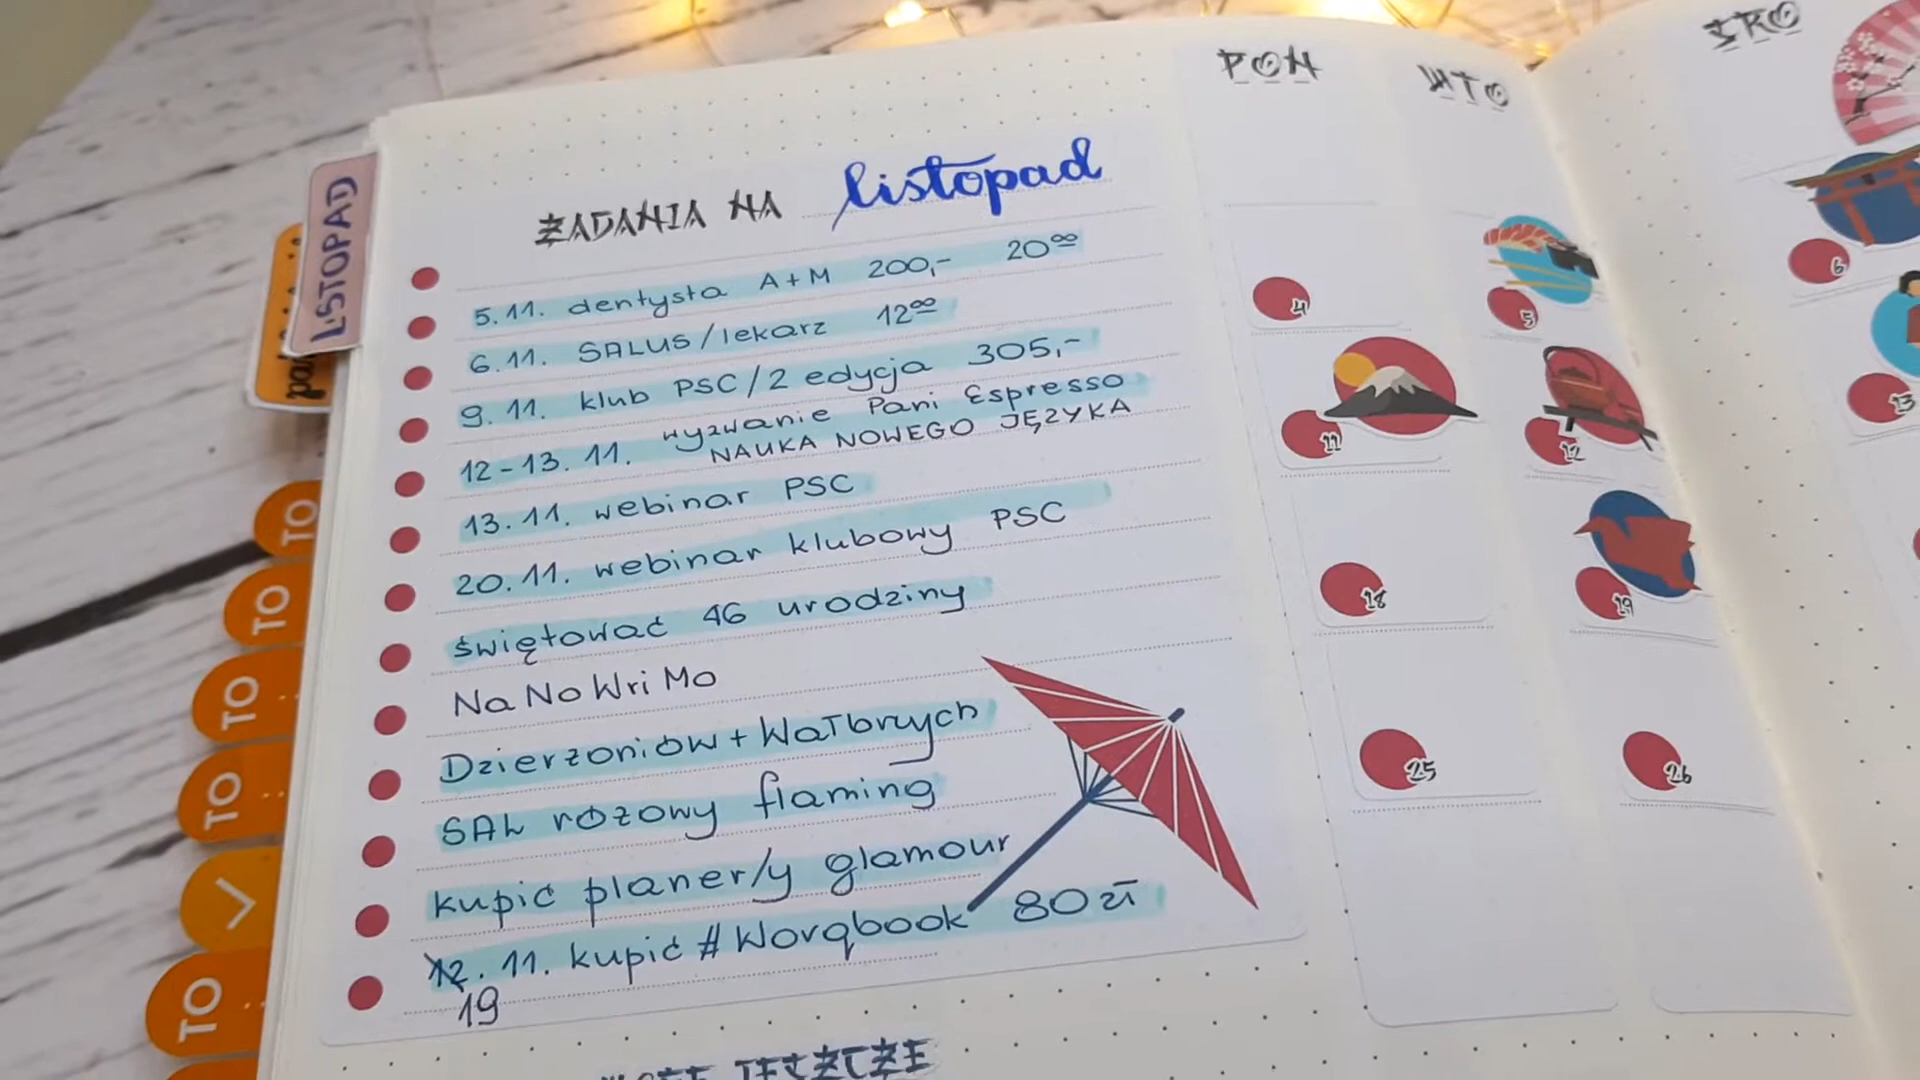 LISTOPAD
ZADANIA NA listopad
5.11. dentysta A+M 200,- 20⁰⁰
6.11. SALUS/lekarz 12⁰⁰
9.11. klub PSC/2 edycja 305,-
12-13.11. wyzwanie Pani Espresso
NAUKA NOWEGO JĘZYKA
13.11. webinar PSC
20.11. webinar klubowy PSC
świętować 46 urodziny
NaNoWriMo
Dzierżoniów + Wałbrzych
SAL różowy flaming
kupić planer/y glamour
12.11. kupić #Worqbook 80 zł
19
JESZCZE
TO
TO
TO
TO
TO
PON WTO ŚRO
4 5 6
11 12 13
18 19
25 26